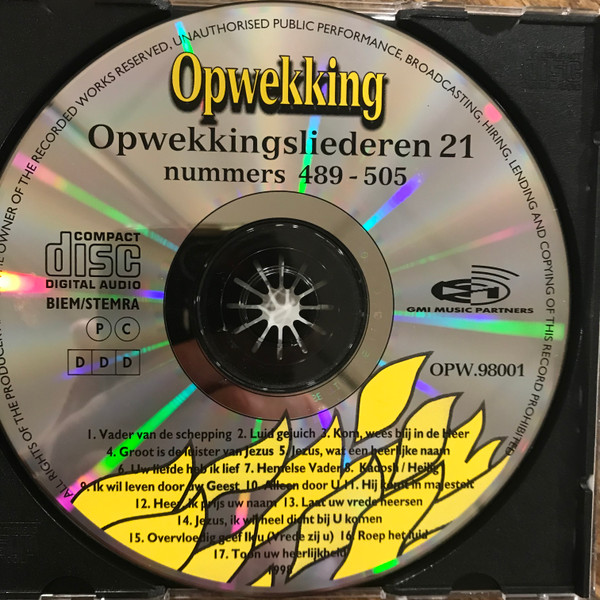 ALL RIGHTS OF THE PRODUCER THE OWNER OF THE RECORDED WORKS RESERVED, UNAUTHORISED PUBLIC PERFORMANCE, BROADCASTING, HIRING, LENDING AND COPYING OF THIS RECORD PROHIBITED
Opwekking
Opwekkingsliederen 21
nummers 489 - 505
COMPACT
disc
DIGITAL AUDIO
BIEM/STEMRA
P C
D D D
GMI MUSIC PARTNERS
OPW.98001
1. Vader van de schepping 2. Luid gejuich 3. Kom, wees blij in de Heer
4. Groot is de luister van Jezus 5. Jezus, wat een heerlijke naam
6. Uw liefde heb ik lief 7. Hemelse Vader 8. Kadosh / Heilig
9. Ik wil leven door uw Geest 10. Alleen door U 11. Hij komt in majesteit
12. Heer, ik prijs uw naam 13. Laat uw vrede heersen
14. Jezus, ik wil heel dicht bij U komen
15. Overvloedig geef Ik u (Vrede zij u) 16. Roep het luid
17. Toon uw heerlijkheid
1998